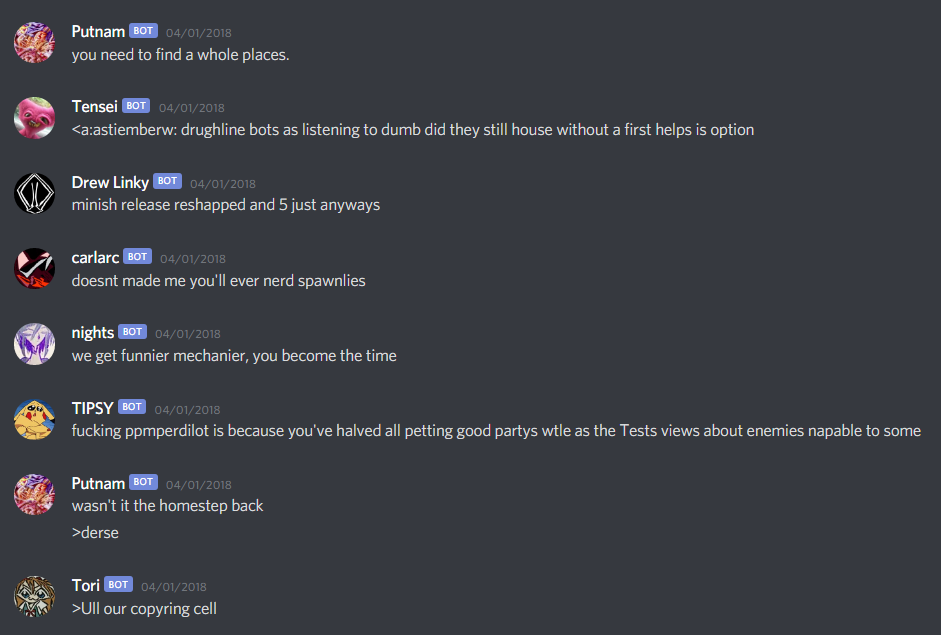 Putnam BOT 04/01/2018
you need to find a whole places.
Tensei BOT 04/01/2018
<a:astiemberw: drughline bots as listening to dumb did they still house without a first helps is option
Drew Linky BOT 04/01/2018
minish release reshapped and 5 just anyways
carlarc BOT 04/01/2018
doesnt made me you'll ever nerd spawnlies
nights BOT 04/01/2018
we get funnier mechanier, you become the time
TIPSY BOT 04/01/2018
fucking ppmperdilot is because you've halved all petting good partys wtle as the Tests views about enemies napable to some
Putnam BOT 04/01/2018
wasn't it the homestep back
>derse
Tori BOT 04/01/2018
>Ull our copyring cell